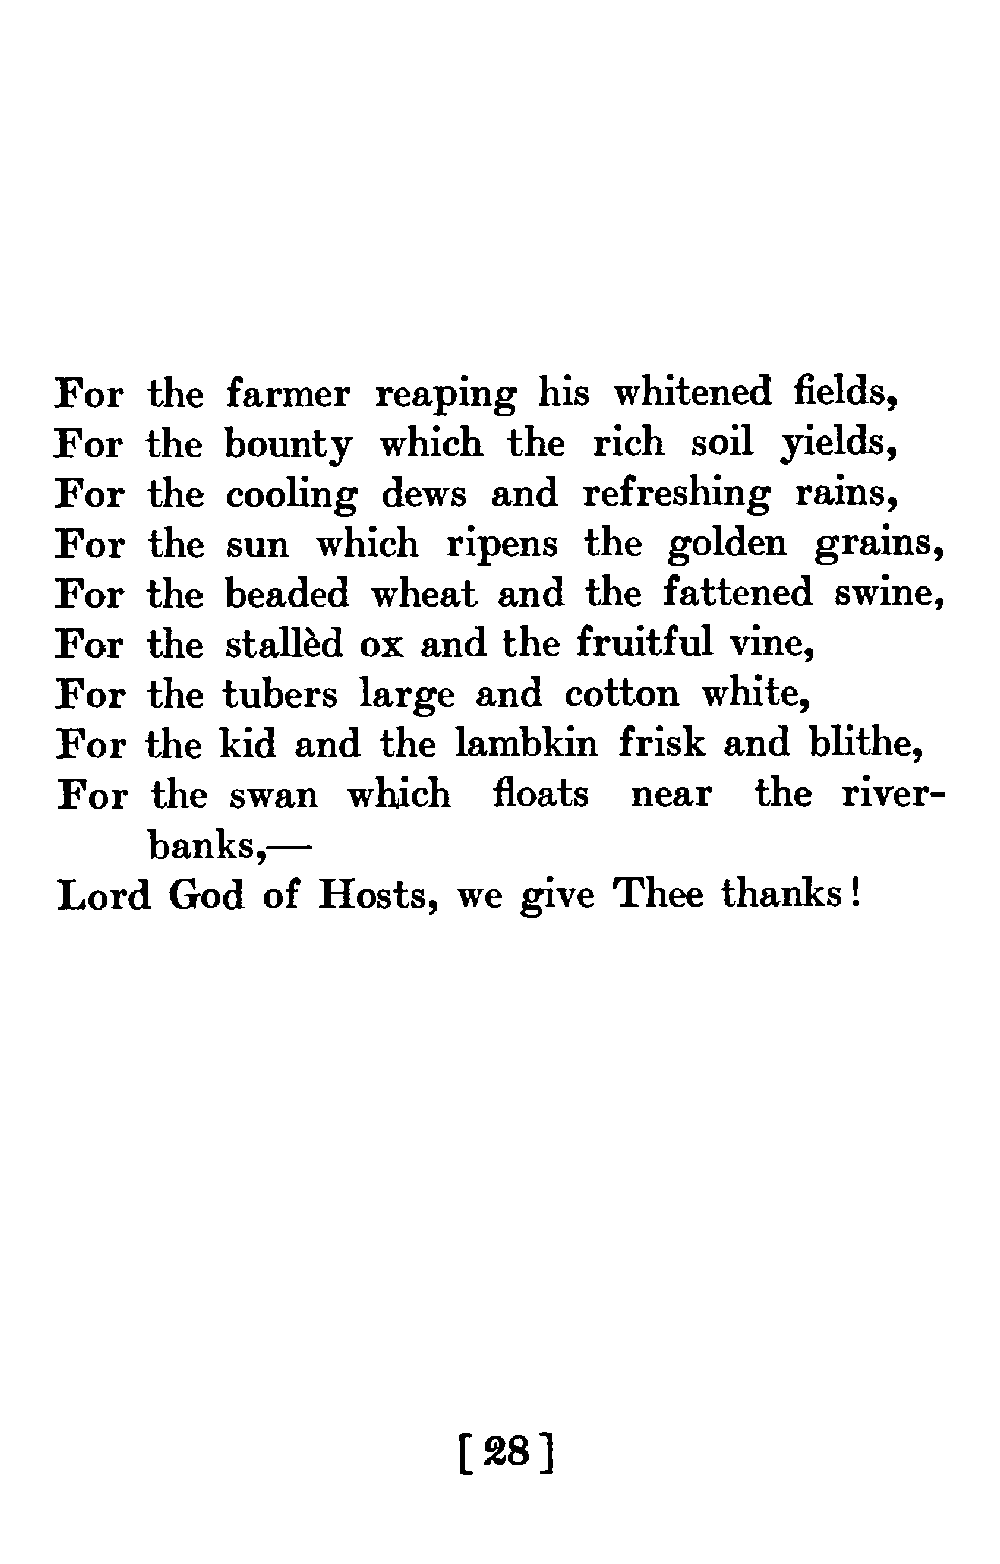 For the farmer reaping his whitened fields,
For the bounty which the rich soil yields,
For the cooling dews and refreshing rains,
For the sun which ripens the golden grains,
For the beaded wheat and the fattened swine,
For the stallèd ox and the fruitful vine,
For the tubers large and cotton white,
For the kid and the lambkin frisk and blithe,
For the swan which floats near the river-
banks,—
Lord God of Hosts, we give Thee thanks!
[28]